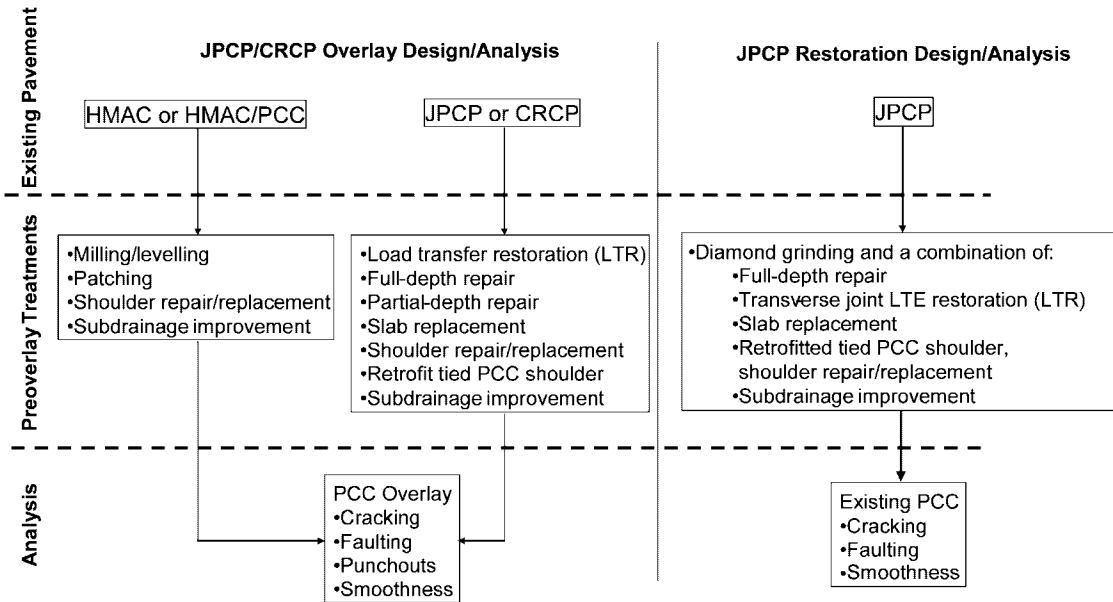 JPCP/CRCP Overlay Design/Analysis
JPCP Restoration Design/Analysis
Existing Pavement
HMAC or HMAC/PCC
JPCP or CRCP
JPCP
Preoverlay Treatments
•Milling/levelling
•Patching
•Shoulder repair/replacement
•Subdrainage improvement
•Load transfer restoration (LTR)
•Full-depth repair
•Partial-depth repair
•Slab replacement
•Shoulder repair/replacement
•Retrofit tied PCC shoulder
•Subdrainage improvement
•Diamond grinding and a combination of:
•Full-depth repair
•Transverse joint LTE restoration (LTR)
•Slab replacement
•Retrofitted tied PCC shoulder,
shoulder repair/replacement
•Subdrainage improvement
Analysis
PCC Overlay
•Cracking
•Faulting
•Punchouts
•Smoothness
Existing PCC
•Cracking
•Faulting
•Smoothness